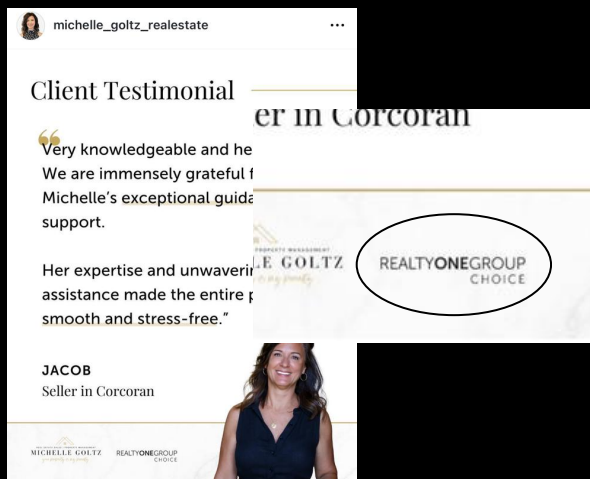 michelle_goltz_realestate
Client Testimonial
“
Very knowledgeable and he
We are immensely grateful f
Michelle’s exceptional guida
support.
Her expertise and unwaverin
assistance made the entire p
smooth and stress-free.”
JACOB
Seller in Corcoran
MICHELLE GOLTZ
REALTYONEGROUP
CHOICE
er in Corcoran
PROPERTY MANAGEMENT
LE GOLTZ
REALTYONEGROUP
CHOICE